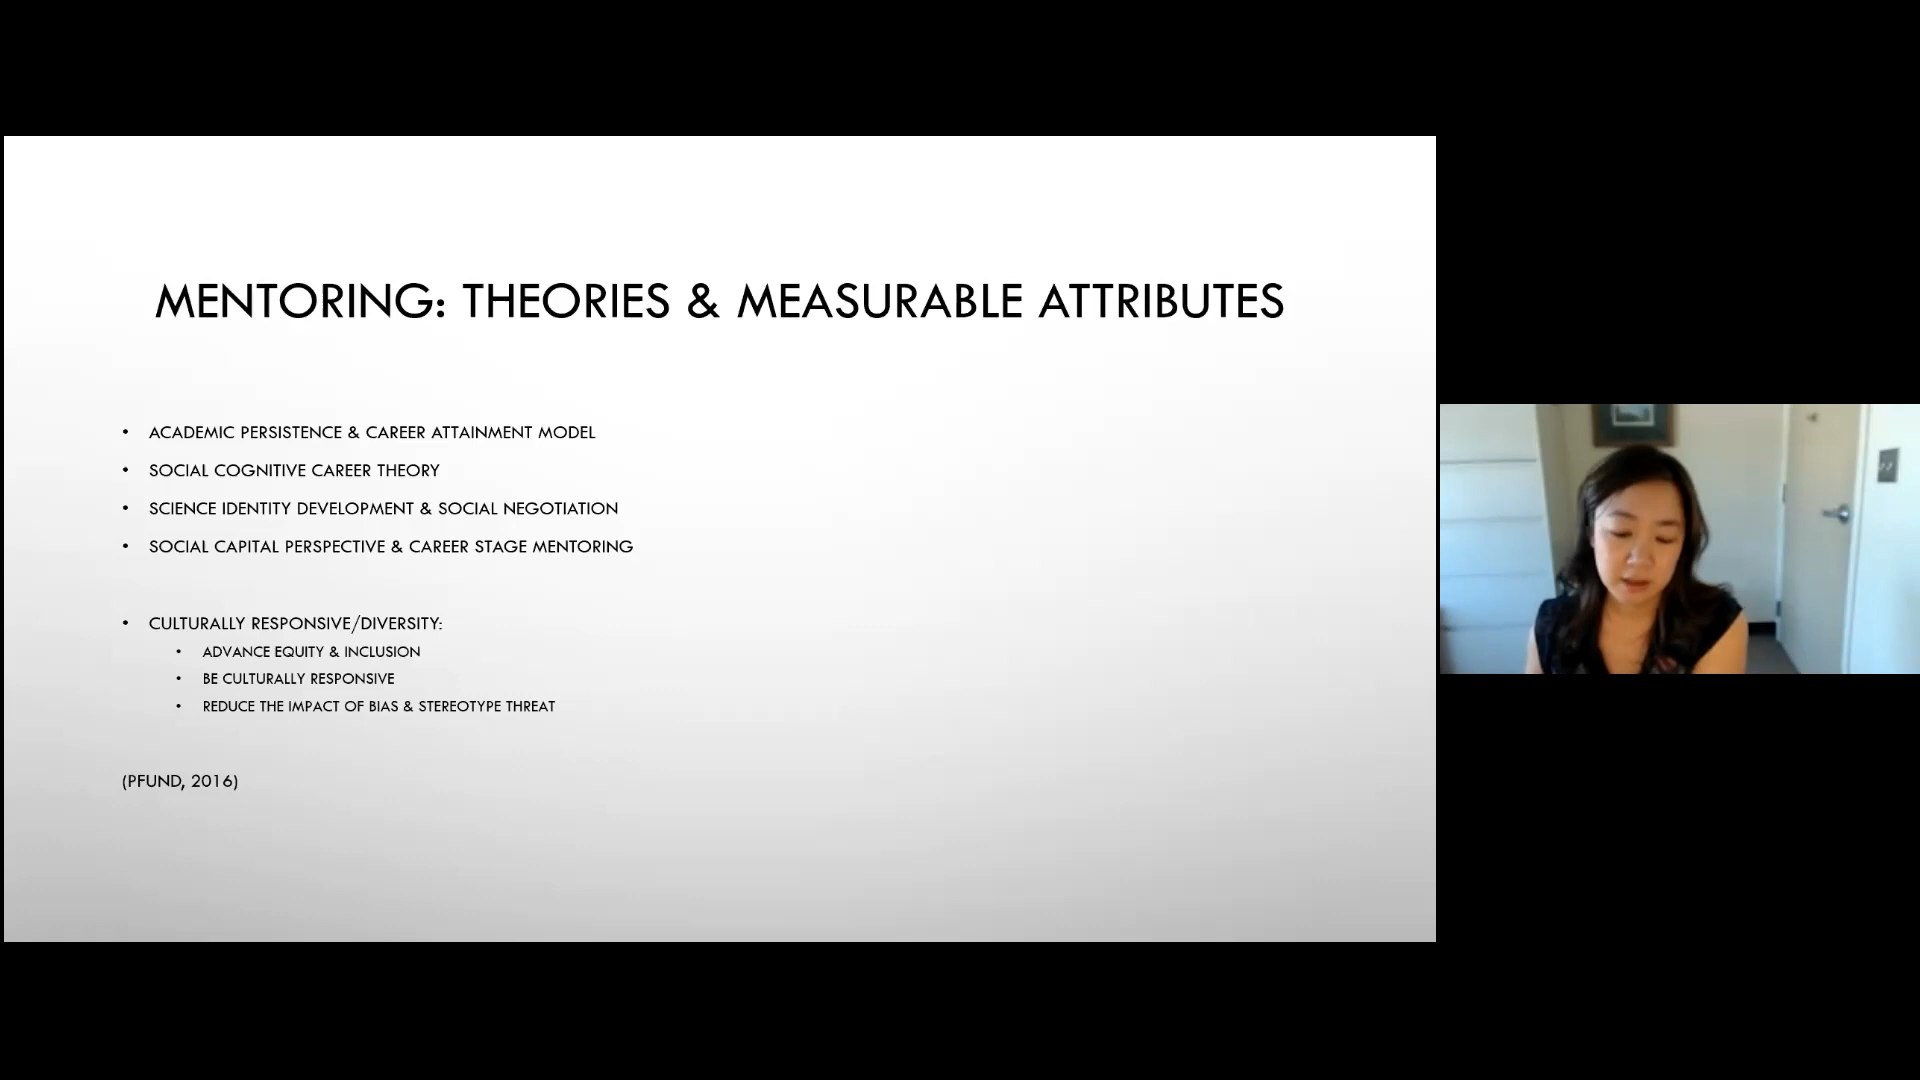 MENTORING: THEORIES & MEASURABLE ATTRIBUTES
• ACADEMIC PERSISTENCE & CAREER ATTAINMENT MODEL
• SOCIAL COGNITIVE CAREER THEORY
• SCIENCE IDENTITY DEVELOPMENT & SOCIAL NEGOTIATION
• SOCIAL CAPITAL PERSPECTIVE & CAREER STAGE MENTORING
• CULTURALLY RESPONSIVE/DIVERSITY:
• ADVANCE EQUITY & INCLUSION
• BE CULTURALLY RESPONSIVE
• REDUCE THE IMPACT OF BIAS & STEREOTYPE THREAT
(PFUND, 2016)